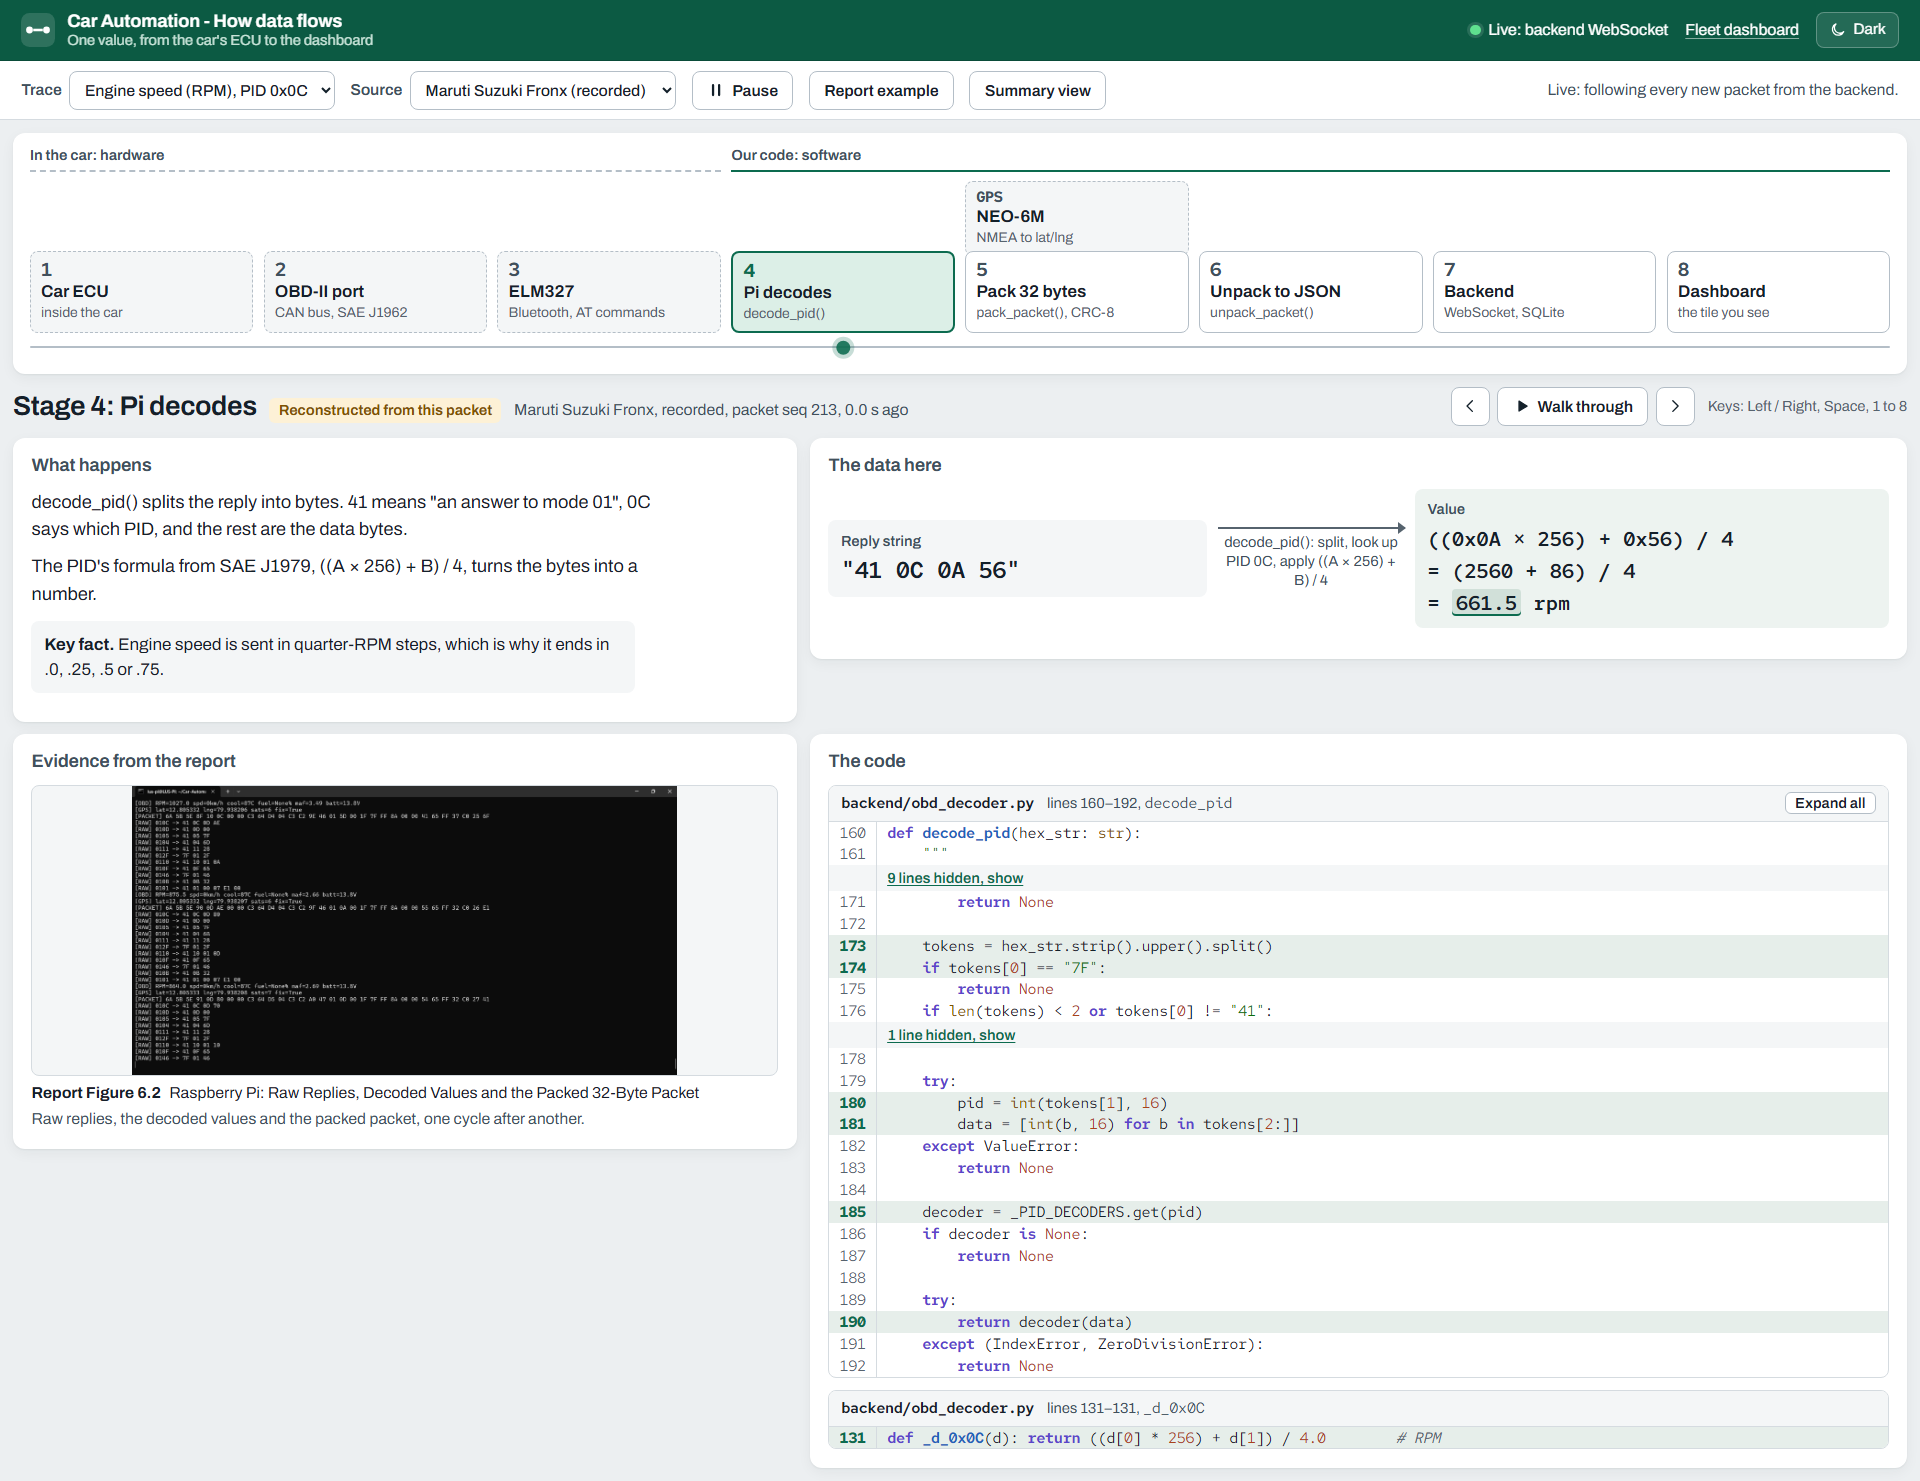 Car Automation - How data flows
One value, from the car's ECU to the dashboard
Live: backend WebSocket
Fleet dashboard
Dark
Trace
Engine speed (RPM), PID 0x0C
Source
Maruti Suzuki Fronx (recorded)
Pause
Report example
Summary view
Live: following every new packet from the backend.
In the car: hardware
Our code: software
GPS
NEO-6M
NMEA to lat/lng
1
Car ECU
inside the car
2
OBD-II port
CAN bus, SAE J1962
3
ELM327
Bluetooth, AT commands
4
Pi decodes
decode_pid()
5
Pack 32 bytes
pack_packet(), CRC-8
6
Unpack to JSON
unpack_packet()
7
Backend
WebSocket, SQLite
8
Dashboard
the tile you see
Stage 4: Pi decodes
Reconstructed from this packet
Maruti Suzuki Fronx, recorded, packet seq 213, 0.0 s ago
Walk through
Keys: Left / Right, Space, 1 to 8
What happens
decode_pid() splits the reply into bytes. 41 means "an answer to mode 01", 0C
says which PID, and the rest are the data bytes.
The PID's formula from SAE J1979, ((A × 256) + B) / 4, turns the bytes into a
number.
Key fact. Engine speed is sent in quarter-RPM steps, which is why it ends in
.0, .25, .5 or .75.
The data here
Reply string
"41 0C 0A 56"
decode_pid(): split, look up
PID 0C, apply ((A × 256) +
B) / 4
Value
((0x0A × 256) + 0x56) / 4
= (2560 + 86) / 4
= 661.5 rpm
Evidence from the report
Report Figure 6.2 Raspberry Pi: Raw Replies, Decoded Values and the Packed 32-Byte Packet
Raw replies, the decoded values and the packed packet, one cycle after another.
The code
backend/obd_decoder.py lines 160–192, decode_pid
Expand all
160 def decode_pid(hex_str: str):
161 """
9 lines hidden, show
171 return None
172
173 tokens = hex_str.strip().upper().split()
174 if tokens[0] == "7F":
175 return None
176 if len(tokens) < 2 or tokens[0] != "41":
1 line hidden, show
178
179 try:
180 pid = int(tokens[1], 16)
181 data = [int(b, 16) for b in tokens[2:]]
182 except ValueError:
183 return None
184
185 decoder = _PID_DECODERS.get(pid)
186 if decoder is None:
187 return None
188
189 try:
190 return decoder(data)
191 except (IndexError, ZeroDivisionError):
192 return None
backend/obd_decoder.py lines 131–131, _d_0x0C
131 def _d_0x0C(d): return ((d[0] * 256) + d[1]) / 4.0 # RPM